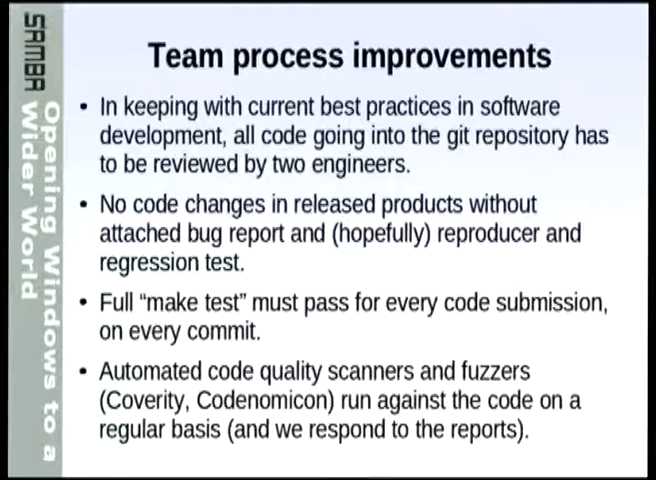 SAMBA
Opening Windows to a
Wider World
Team process improvements
• In keeping with current best practices in software
development, all code going into the git repository has
to be reviewed by two engineers.
• No code changes in released products without
attached bug report and (hopefully) reproducer and
regression test.
• Full “make test” must pass for every code submission,
on every commit.
• Automated code quality scanners and fuzzers
(Coverity, Codenomicon) run against the code on a
regular basis (and we respond to the reports).